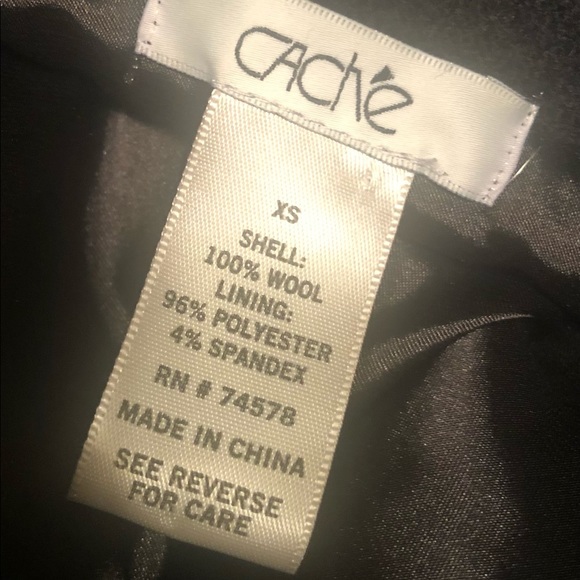 CAChé
XS
SHELL:
100% WOOL
LINING:
96% POLYESTER
4% SPANDEX
RN # 74578
MADE IN CHINA
SEE REVERSE
FOR CARE